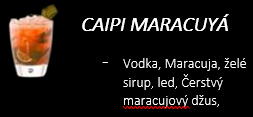 CAIPI MARACUYÁ
- Vodka, Maracuja, želé
sirup, led, Čerstvý
maracujový džus,